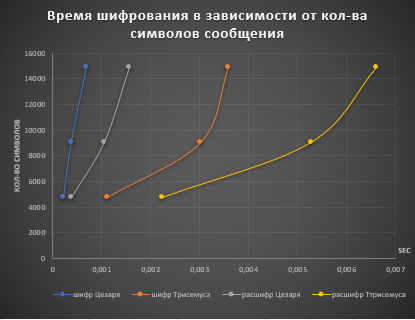 Время шифрования в зависимости от кол-ва
символов сообщения
КОЛ-ВО СИМВОЛОВ
16000
14000
12000
10000
8000
6000
4000
2000
0
0
0,001
0,002
0,003
0,004
0,005
0,006
0,007
SEC
шифр Цезаря
шифр Трисемуса
расшифр Цезаря
расшифр Ттрисемуса